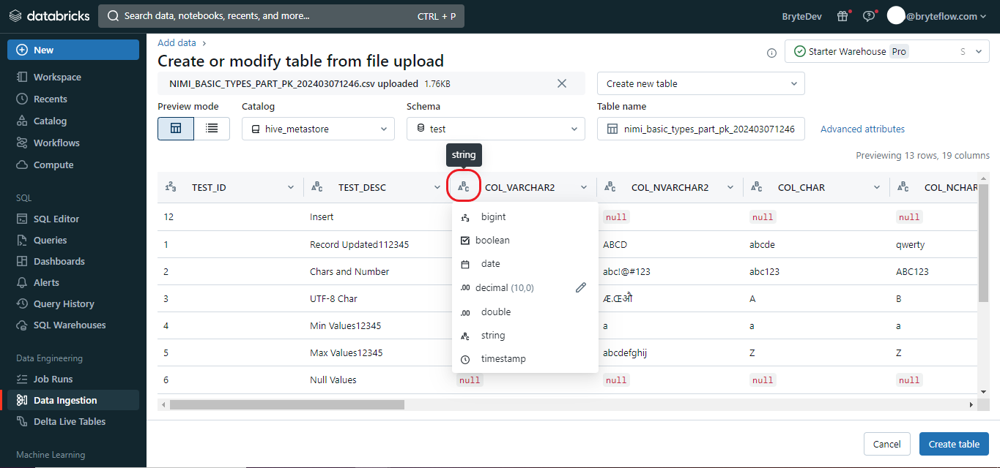 databricks
Search data, notebooks, recents, and more...
CTRL + P
BryteDev
@bryteflow.com
New
Workspace
Recents
Catalog
Workflows
Compute
SQL
SQL Editor
Queries
Dashboards
Alerts
Query History
SQL Warehouses
Data Engineering
Job Runs
Data Ingestion
Delta Live Tables
Machine Learning
Add data
Create or modify table from file upload
Starter Warehouse Pro S
NIMI_BASIC_TYPES_PART_PK_202403071246.csv uploaded 1.76KB
Create new table
Preview mode Catalog Schema Table name
hive_metastore test nimi_basic_types_part_pk_202403071246 Advanced attributes
Previewing 13 rows, 19 columns
string
TEST_ID TEST_DESC COL_VARCHAR2 COL_NVARCHAR2 COL_CHAR COL_NCHAR
12 Insert null null null
1 Record Updated112345 ABCD abcde qwerty
2 Chars and Number abc!@#123 abc123 ABC123
3 UTF-8 Char Æ.Œऔ A B
4 Min Values12345 a a a
5 Max Values12345 abcdefghij Z Z
6 Null Values null null null null
bigint
boolean
date
decimal (10,0)
double
string
timestamp
Cancel
Create table